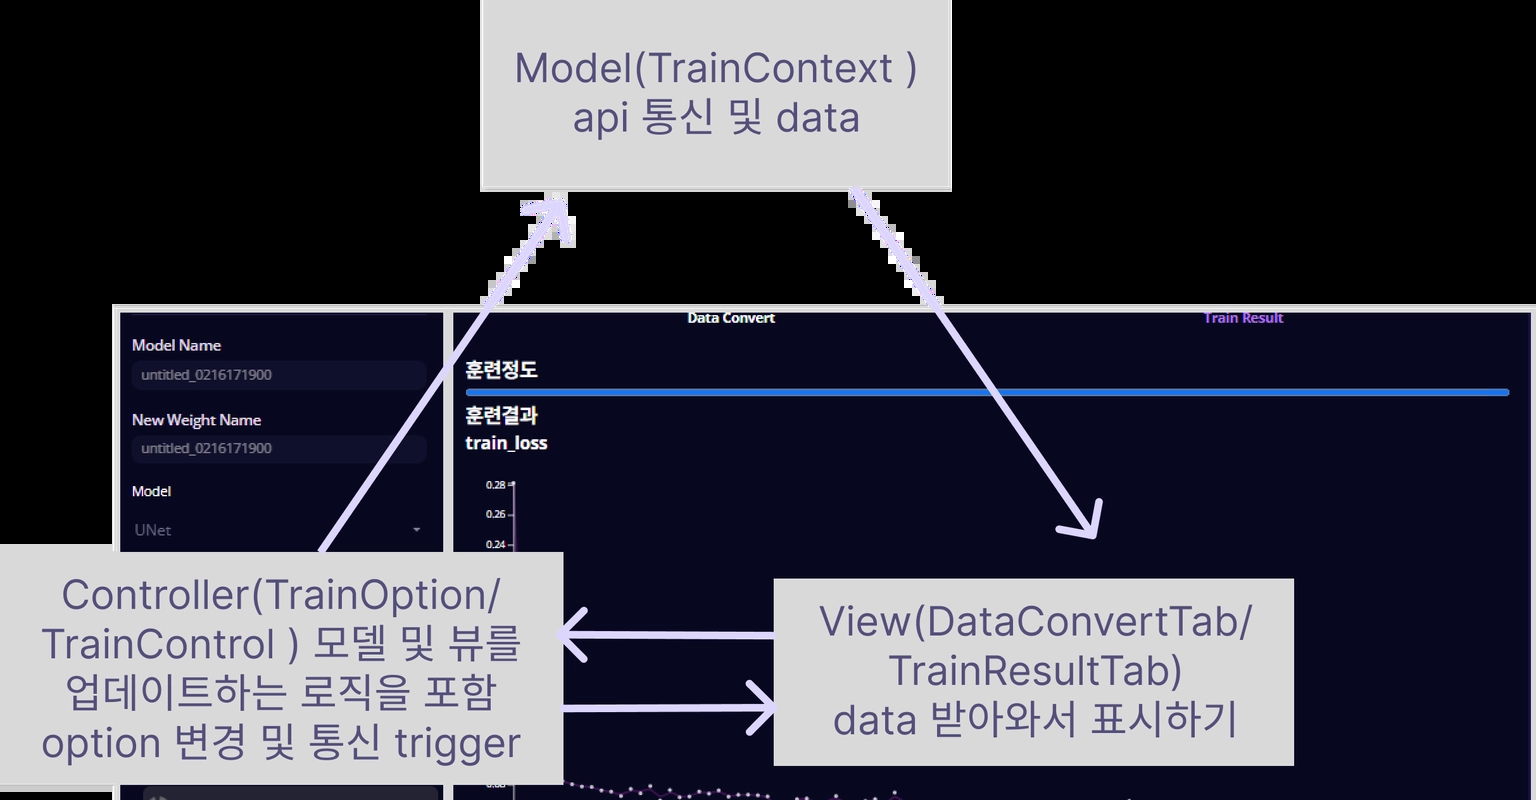 Model(TrainContext )
api 통신 및 data
Data Convert
Train Result
Model Name
untitled_0216171900
훈련정도
New Weight Name
untitled_0216171900
훈련결과
train_loss
Model
UNet
0.28
0.26
0.24
Controller(TrainOption/
TrainControl ) 모델 및 뷰를
업데이트하는 로직을 포함
option 변경 및 통신 trigger
View(DataConvertTab/
TrainResultTab)
data 받아와서 표시하기